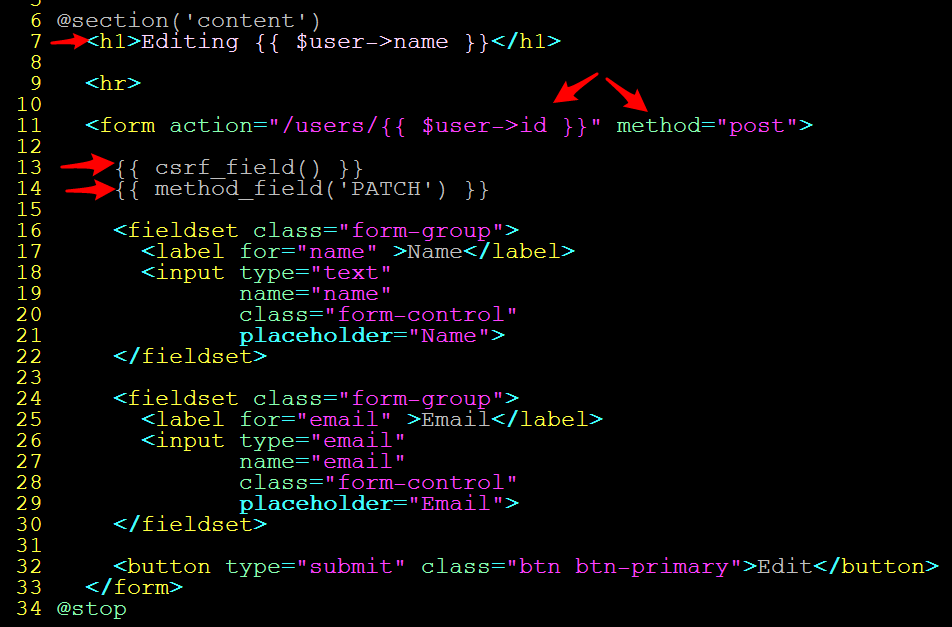 5
6 @section('content')
7   <h1>Editing {{ $user->name }}</h1>
8
9   <hr>
10
11   <form action="/users/{{ $user->id }}" method="post">
12
13     {{ csrf_field() }}
14     {{ method_field('PATCH') }}
15
16     <fieldset class="form-group">
17       <label for="name" >Name</label>
18       <input type="text"
19              name="name"
20              class="form-control"
21              placeholder="Name">
22     </fieldset>
23
24     <fieldset class="form-group">
25       <label for="email" >Email</label>
26       <input type="email"
27              name="email"
28              class="form-control"
29              placeholder="Email">
30     </fieldset>
31
32     <button type="submit" class="btn btn-primary">Edit</button>
33   </form>
34 @stop